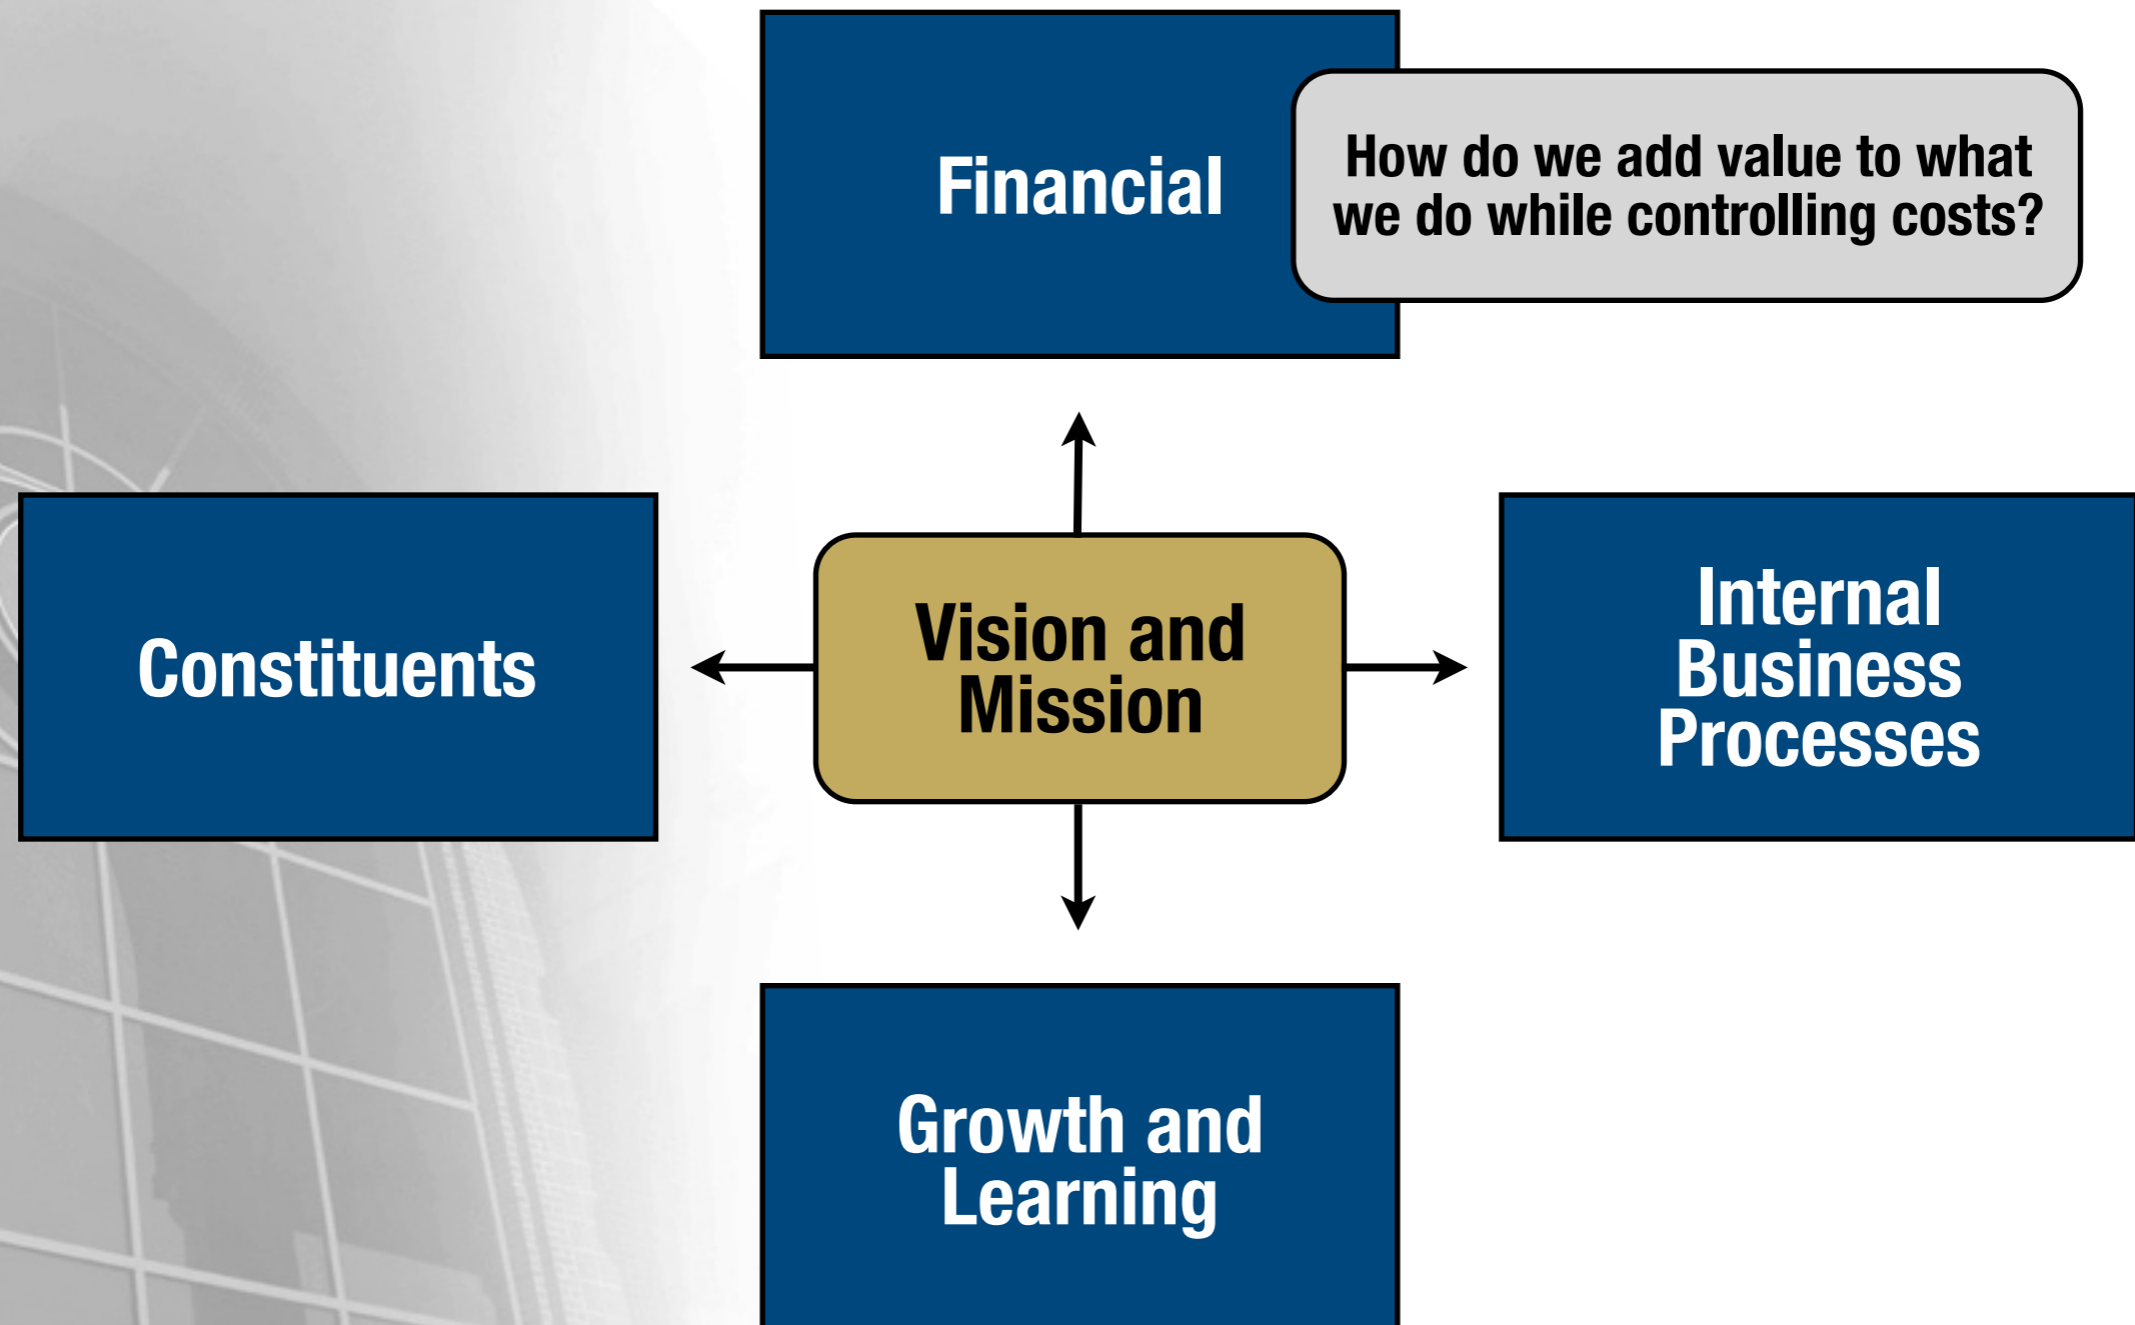 Financial
How do we add value to what
we do while controlling costs?
Constituents
Vision and
Mission
Internal
Business
Processes
Growth and
Learning